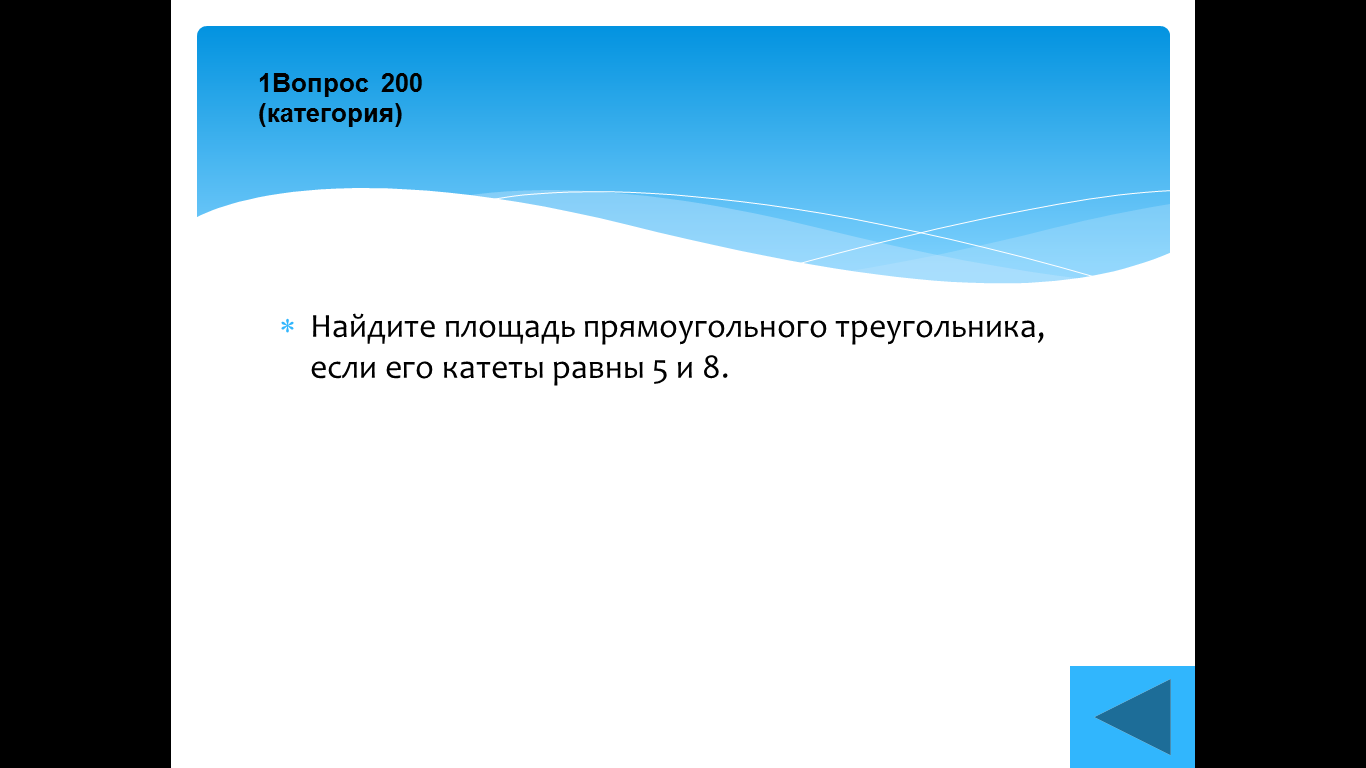 1Вопрос 200
(категория)
* Найдите площадь прямоугольного треугольника,
если его катеты равны 5 и 8.